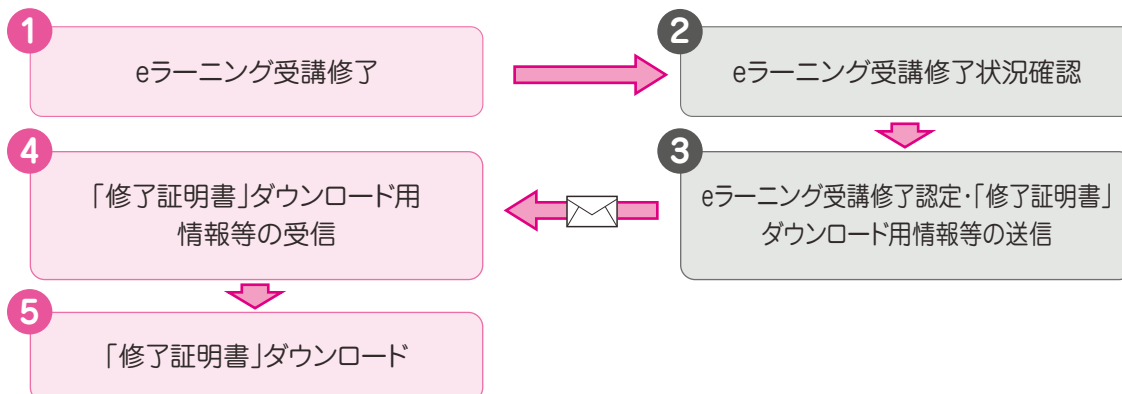 1
eラーニング受講修了
2
eラーニング受講修了状況確認
3
eラーニング受講修了認定・「修了証明書」
ダウンロード用情報等の送信
4
「修了証明書」ダウンロード用
情報等の受信
5
「修了証明書」ダウンロード